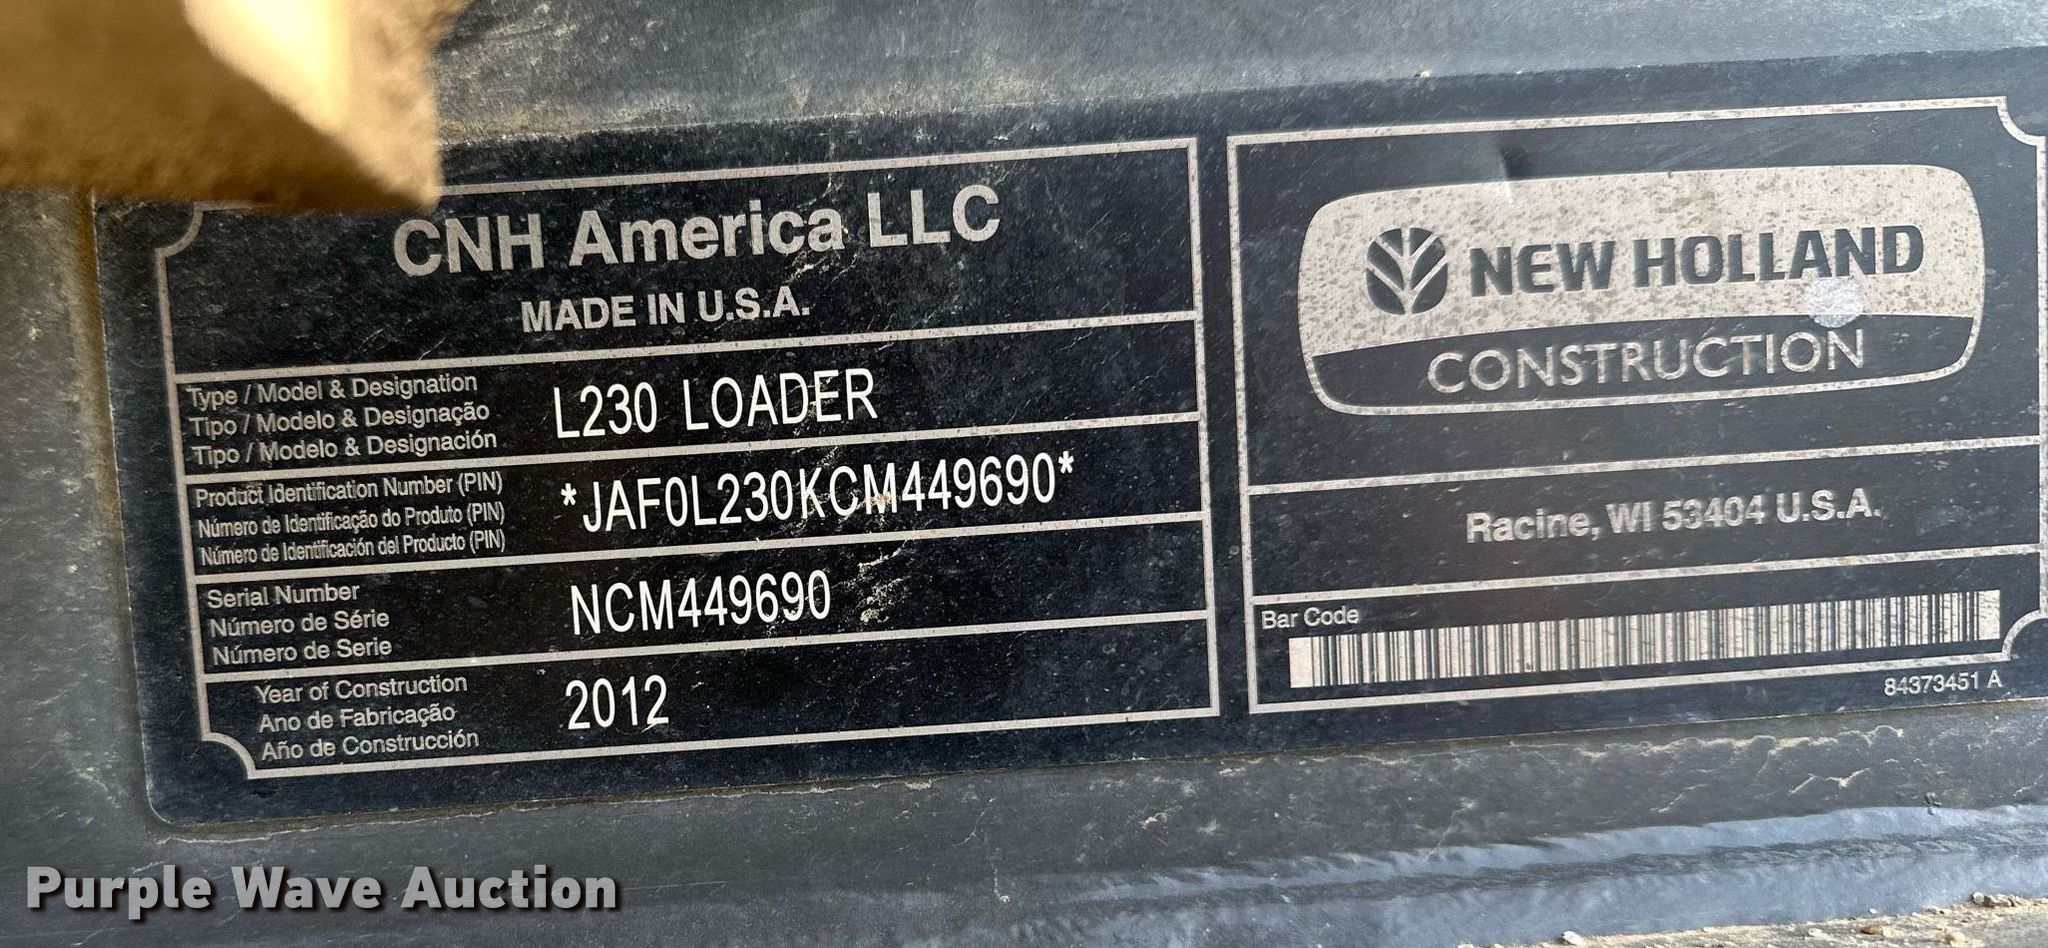 CNH America LLC
MADE IN U.S.A.
Type / Model & Designation
Tipo / Modelo & Designação
Tipo / Modelo & Designación
L230 LOADER
Product Identification Number (PIN)
Número de Identificação do Produto (PIN)
Número de Identificación del Producto (PIN)
*JAF0L230KCM449690*
Serial Number
Número de Série
Número de Serie
NCM449690
Year of Construction
Ano de Fabricação
Año de Construcción
2012
NEW HOLLAND
CONSTRUCTION
Racine, WI 53404 U.S.A.
Bar Code
84373451 A
Purple Wave Auction